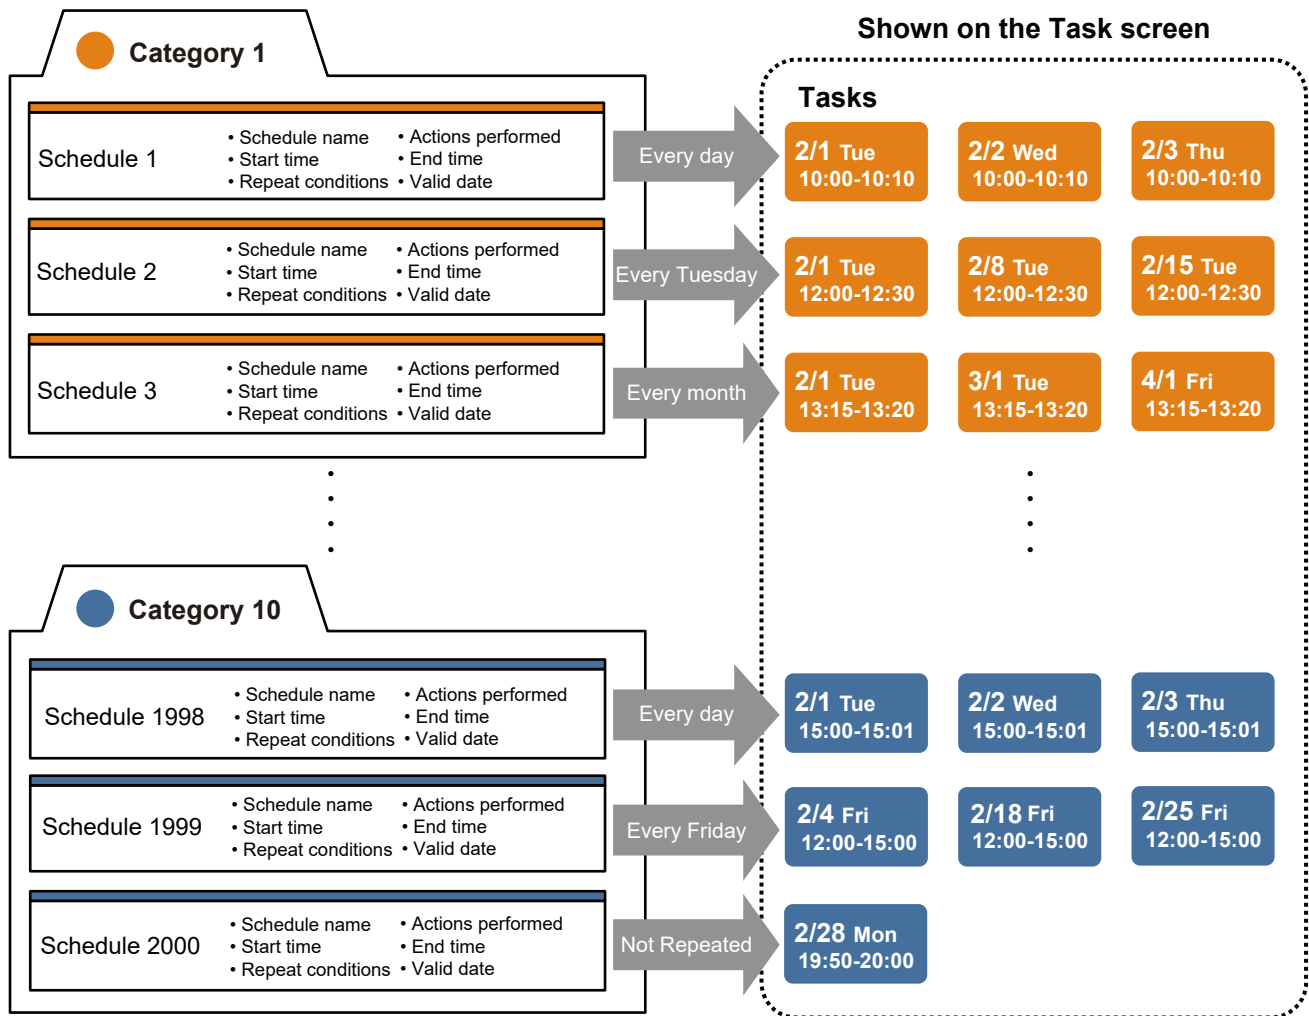 Shown on the Task screen
Category 1
Tasks
Schedule 1
• Schedule name
• Start time
• Repeat conditions
• Actions performed
• End time
• Valid date
Every day
2/1 Tue
10:00-10:10
2/2 Wed
10:00-10:10
2/3 Thu
10:00-10:10
Schedule 2
• Schedule name
• Start time
• Repeat conditions
• Actions performed
• End time
• Valid date
Every Tuesday
2/1 Tue
12:00-12:30
2/8 Tue
12:00-12:30
2/15 Tue
12:00-12:30
Schedule 3
• Schedule name
• Start time
• Repeat conditions
• Actions performed
• End time
• Valid date
Every month
2/1 Tue
13:15-13:20
3/1 Tue
13:15-13:20
4/1 Fri
13:15-13:20
Category 10
Schedule 1998
• Schedule name
• Start time
• Repeat conditions
• Actions performed
• End time
• Valid date
Every day
2/1 Tue
15:00-15:01
2/2 Wed
15:00-15:01
2/3 Thu
15:00-15:01
Schedule 1999
• Schedule name
• Start time
• Repeat conditions
• Actions performed
• End time
• Valid date
Every Friday
2/4 Fri
12:00-15:00
2/18 Fri
12:00-15:00
2/25 Fri
12:00-15:00
Schedule 2000
• Schedule name
• Start time
• Repeat conditions
• Actions performed
• End time
• Valid date
Not Repeated
2/28 Mon
19:50-20:00